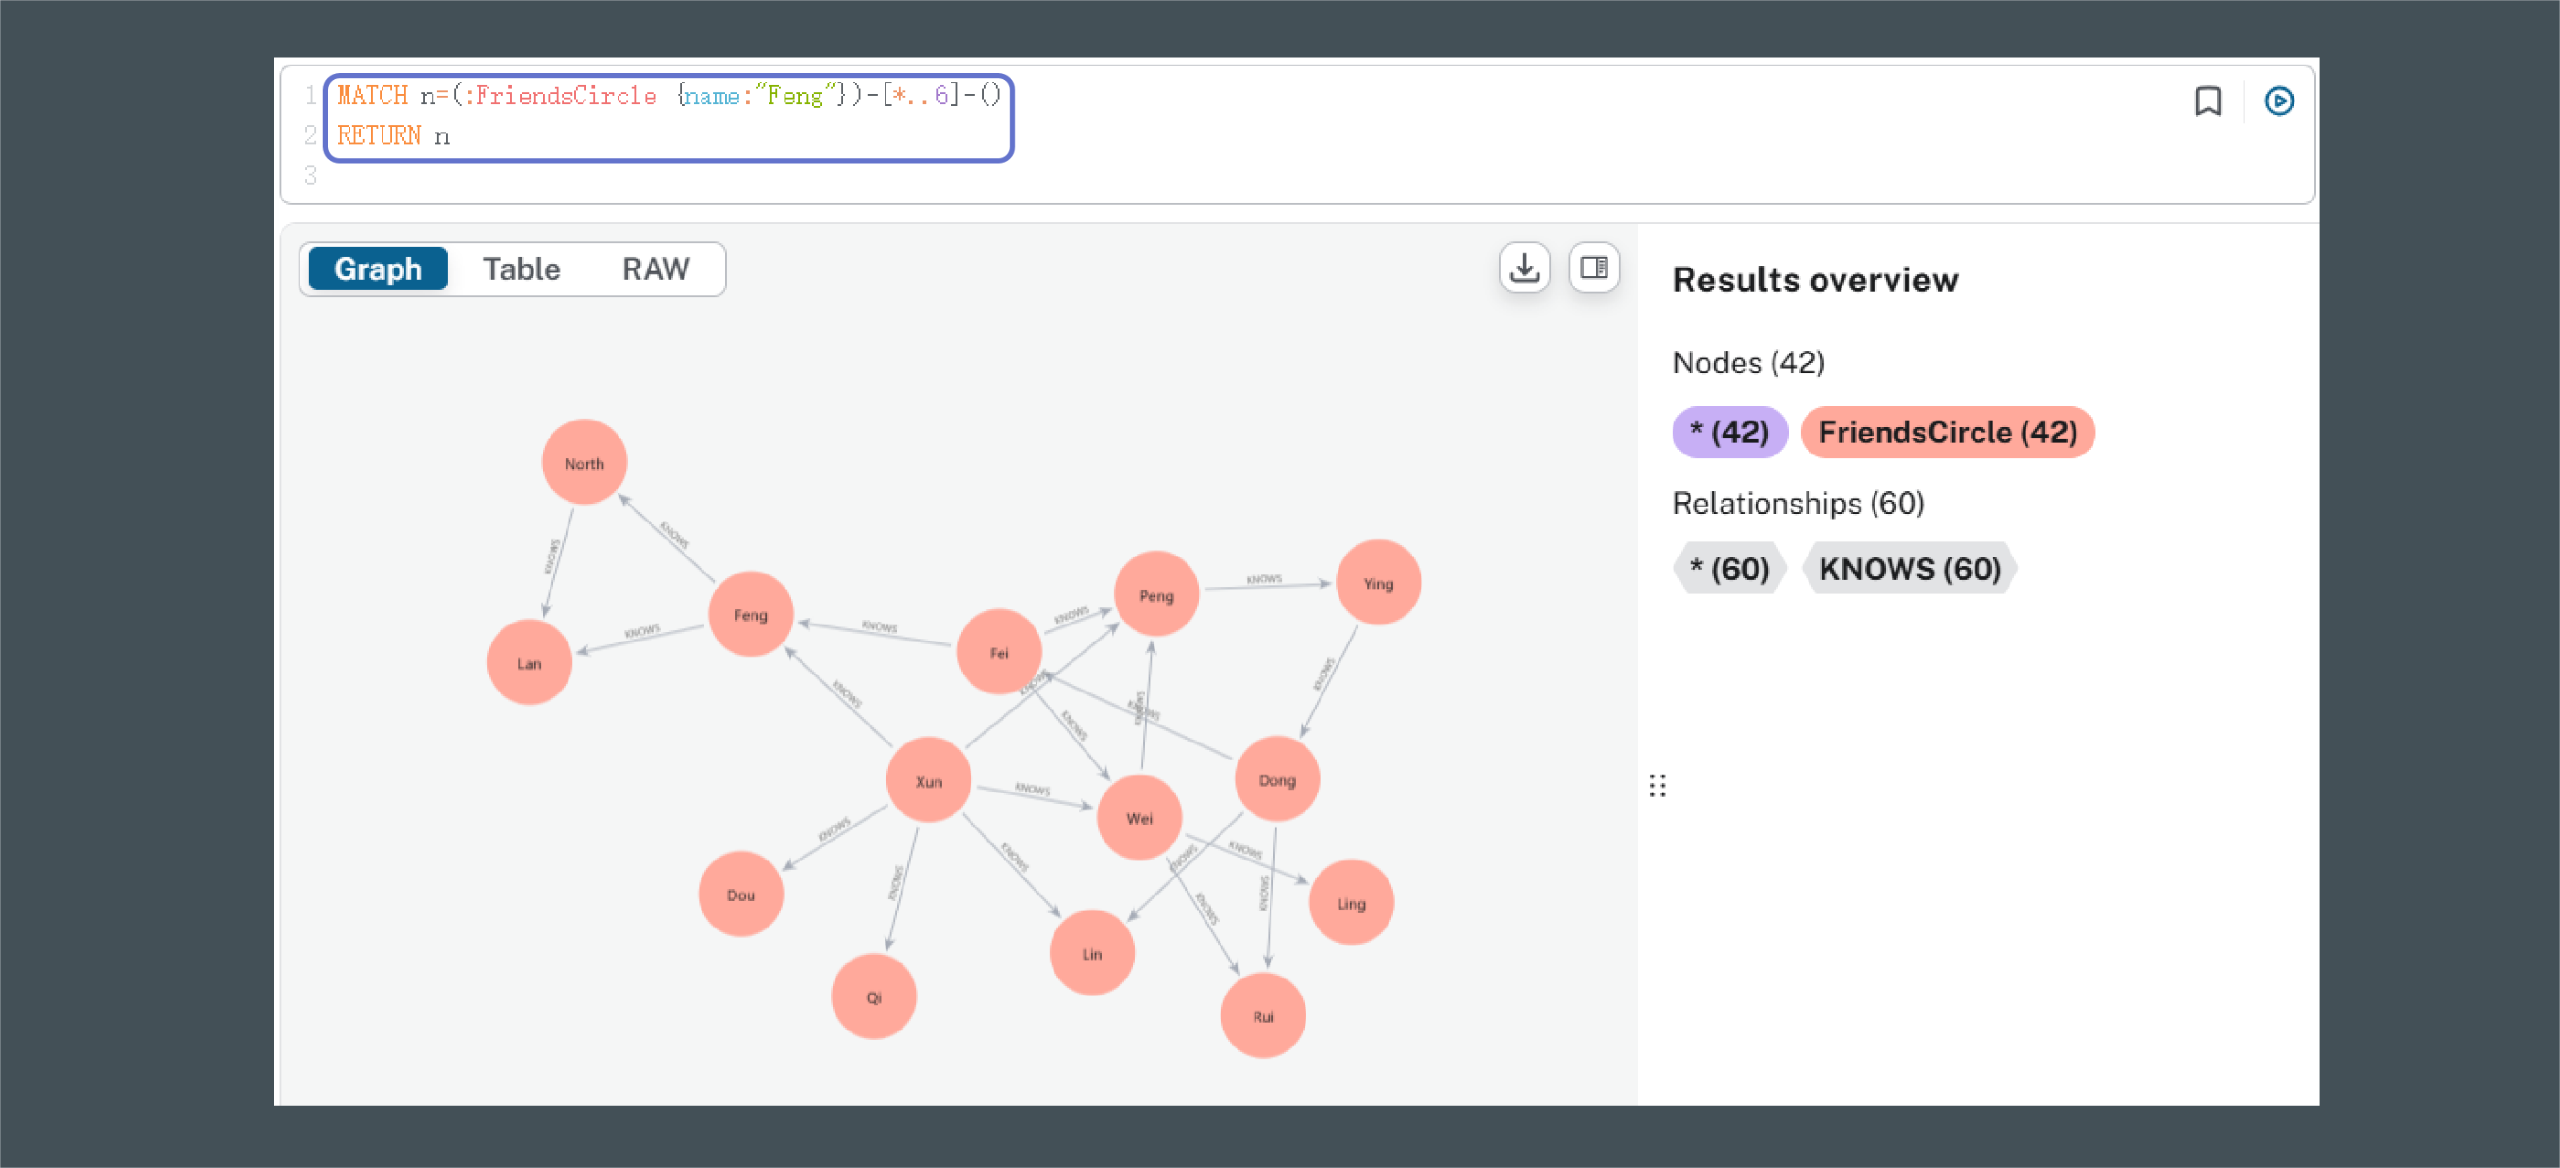 1 MATCH n=(:FriendsCircle {name:"Feng"})-[*..6]-()
2 RETURN n
3
Graph Table RAW
Results overview
Nodes (42)
* (42) FriendsCircle (42)
Relationships (60)
* (60) KNOWS (60)
North
KNOWS
KNOWS
Feng
Lan
KNOWS
KNOWS
Fei
KNOWS
Peng
KNOWS
Ying
KNOWS
KNOWS
KNOWS
KNOWS
KNOWS
KNOWS
Xun
KNOWS
Wei
Dong
KNOWS
KNOWS
KNOWS
KNOWS
KNOWS
KNOWS
KNOWS
Dou
Qi
Lin
Ling
Rui
KNOWS